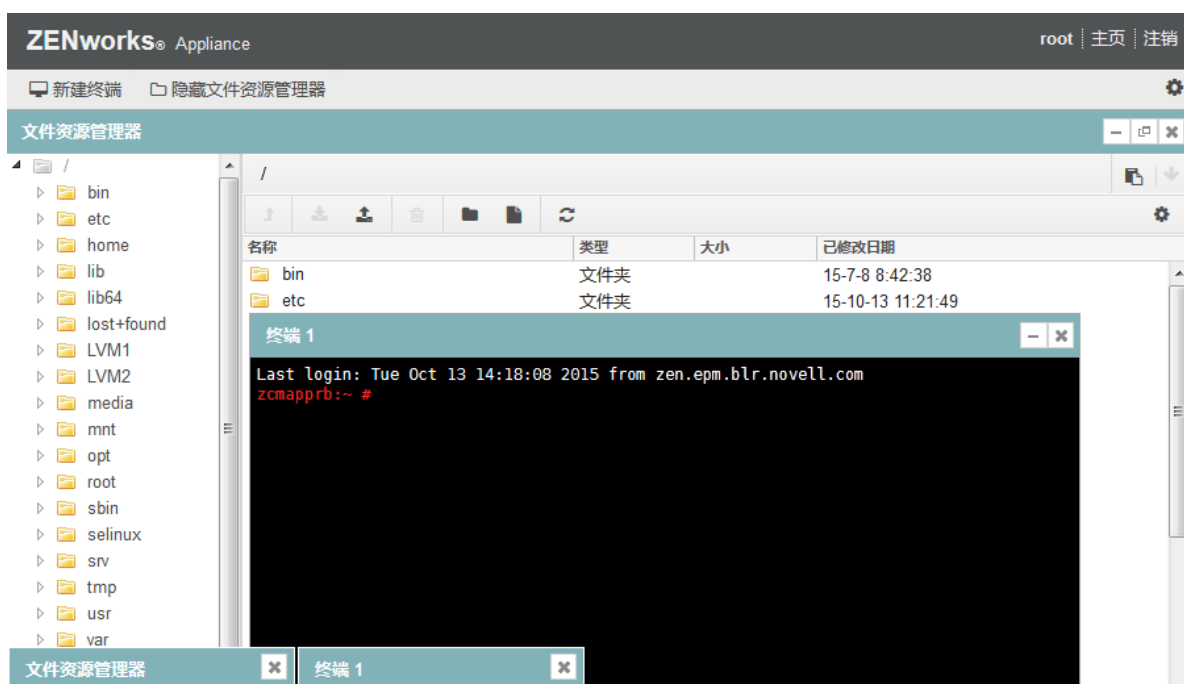 ZENworks® Appliance
root 主页 注销
新建终端 隐藏文件资源管理器
文件资源管理器
/
bin
etc
home
lib
lib64
lost+found
LVM1
LVM2
media
mnt
opt
root
sbin
selinux
srv
tmp
usr
var
/
名称 类型 大小 已修改日期
bin 文件夹 15-7-8 8:42:38
etc 文件夹 15-10-13 11:21:49
终端 1
Last login: Tue Oct 13 14:18:08 2015 from zen.epm.blr.novell.com
zcmapprb:~ #
文件资源管理器 终端 1